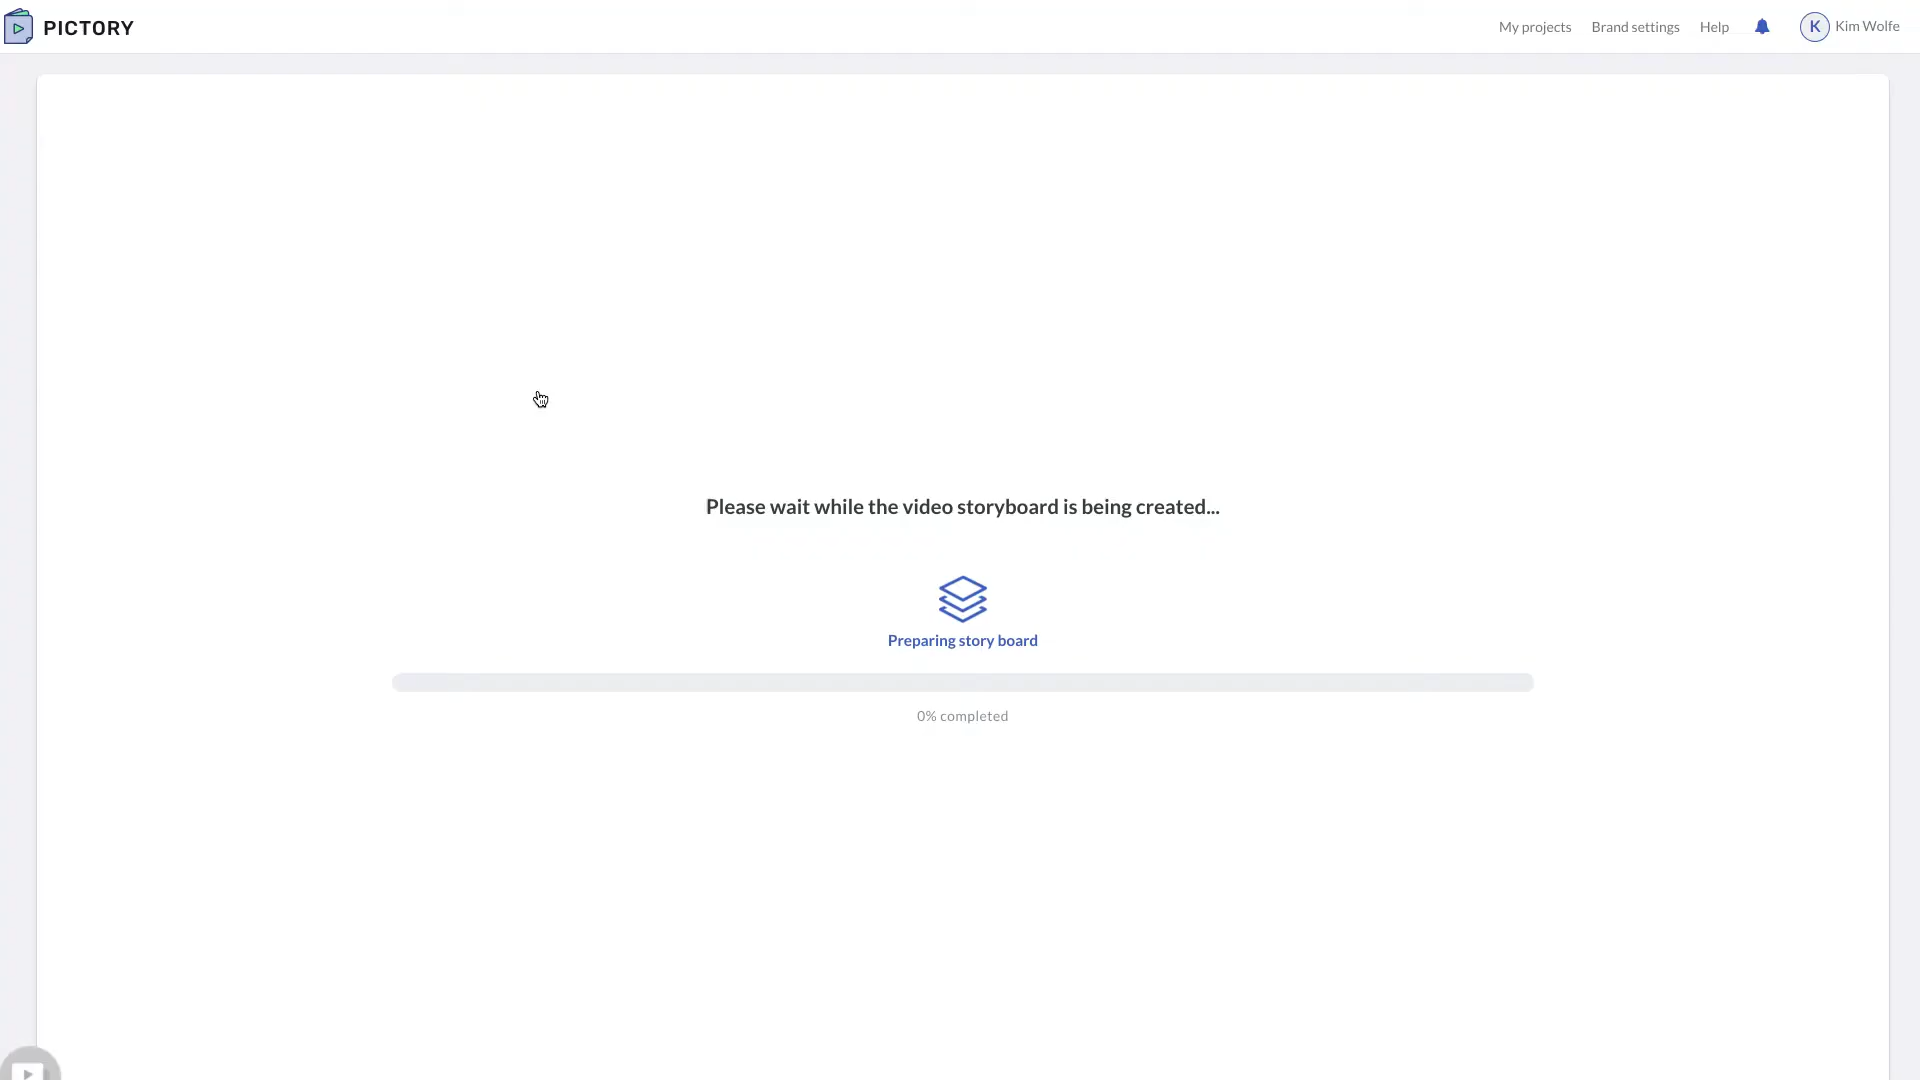 PICTORY
My projects Brand settings Help K Kim Wolfe
Please wait while the video storyboard is being created...
Preparing story board
0% completed